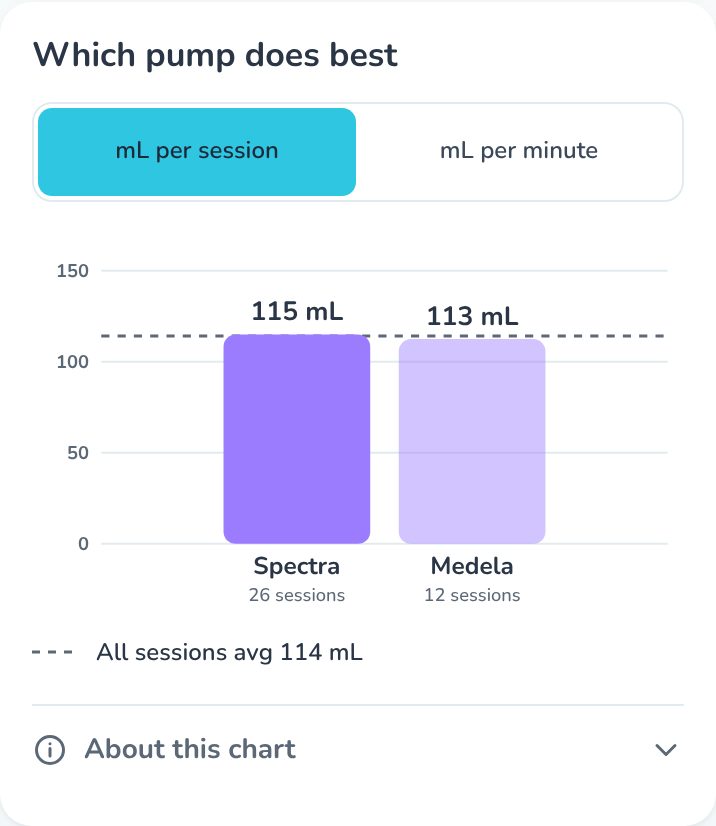 Which pump does best
mL per session
mL per minute
150
115 mL
113 mL
100
50
0
Spectra
Medela
26 sessions
12 sessions
All sessions avg 114 mL
About this chart